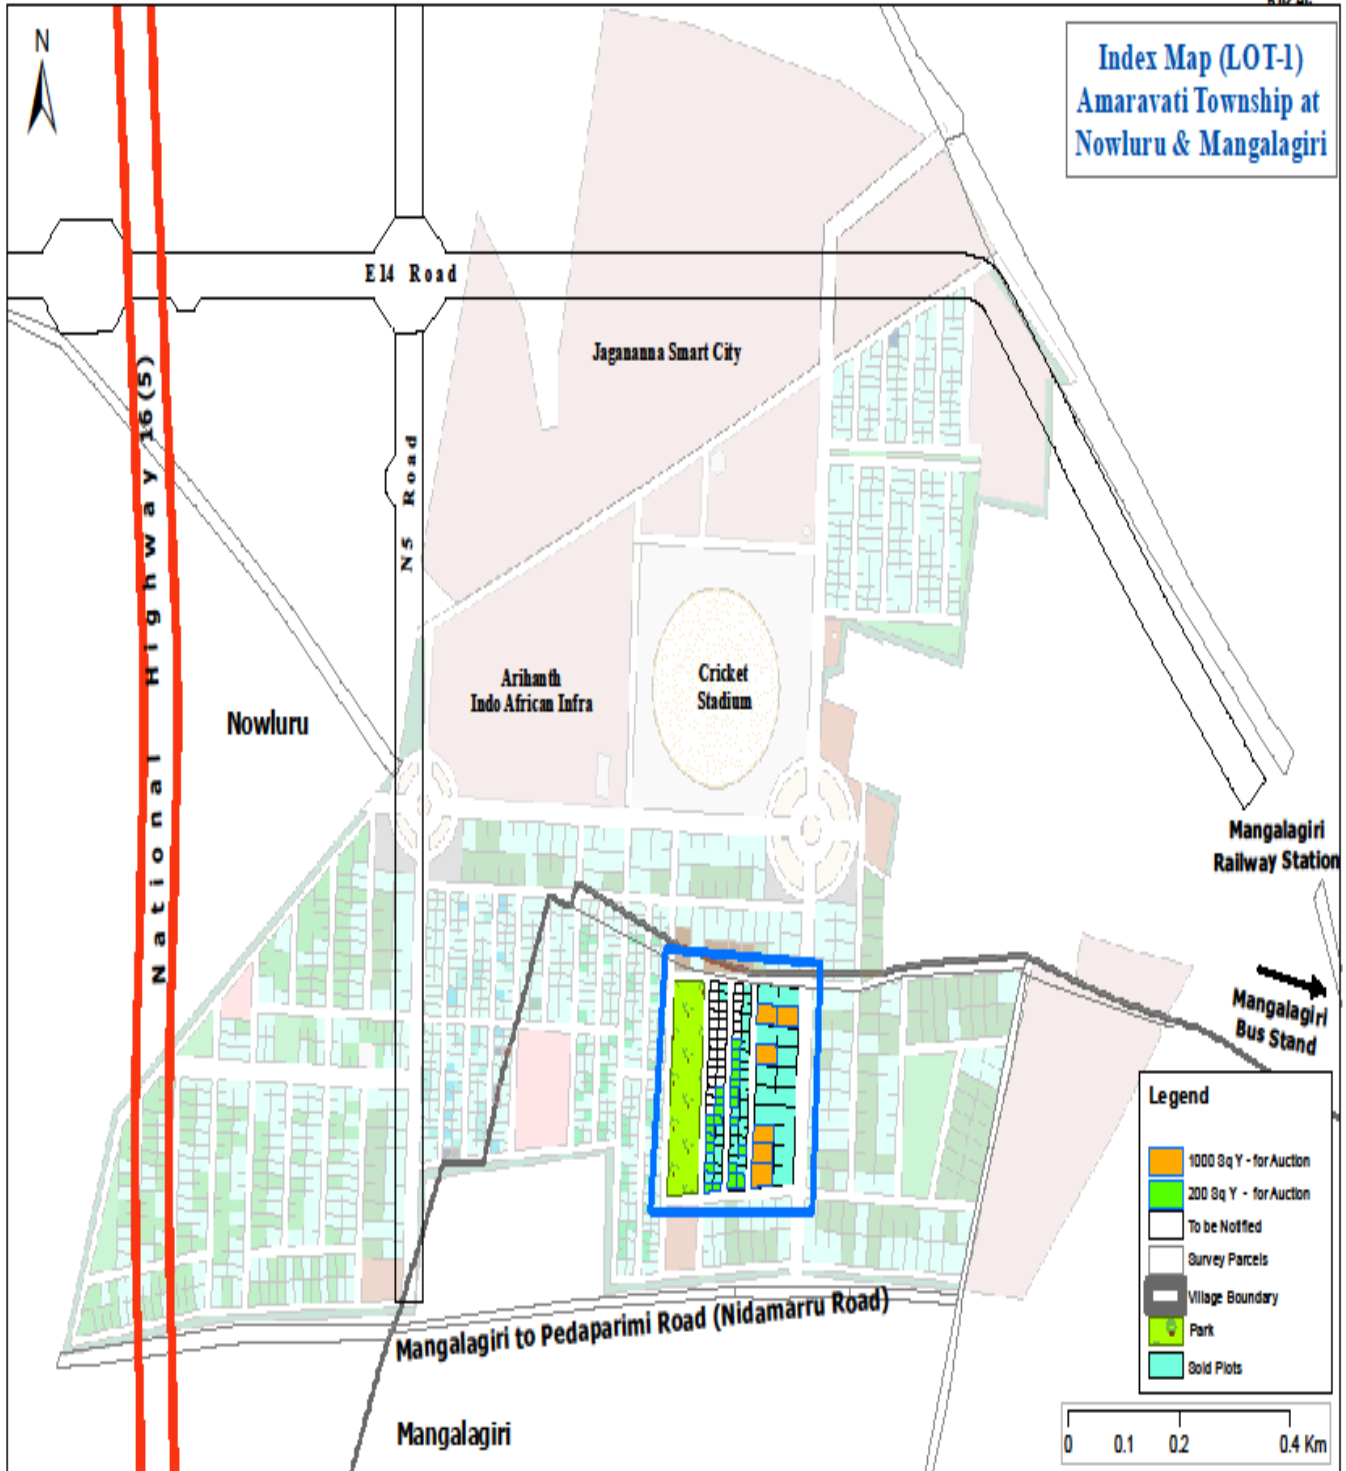 N
Index Map (LOT-1)
Amaravati Township at
Nowluru & Mangalagiri
E14 Road
Jagananna Smart City
National Highway 16(5)
N5 Road
Arihanth
Indo African Infra
Cricket
Stadium
Nowluru
Mangalagiri
Railway Station
Mangalagiri
Bus Stand
Legend
1000 Sq Y - for Auction
200 Sq Y - for Auction
To be Notified
Survey Parcels
Village Boundary
Park
Sold Plots
Mangalagiri to Pedaparimi Road (Nidamarru Road)
Mangalagiri
0 0.1 0.2 0.4 Km